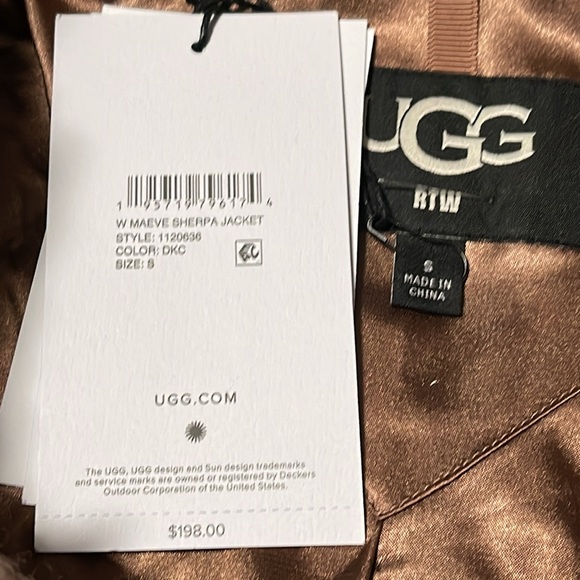 1 95719 79617 4
W MAEVE SHERPA JACKET
STYLE: 1120636
COLOR: DKC
SIZE: S
UGG.COM
The UGG, UGG design and Sun design trademarks
and service marks are owned or registered by Deckers
Outdoor Corporation of the United States.
$198.00
UGG
RTW
S
MADE IN
CHINA